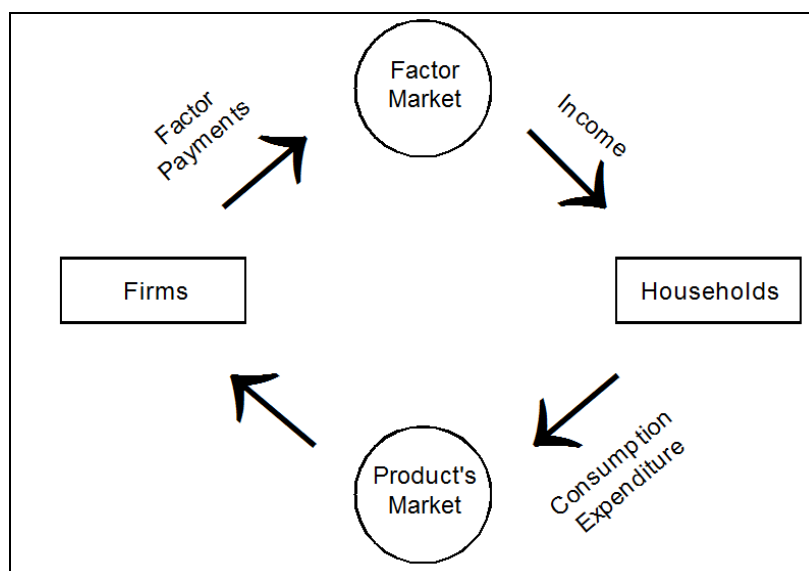 Factor
Market
Factor
Payments
Income
Firms
Households
Product's
Market
Consumption
Expenditure